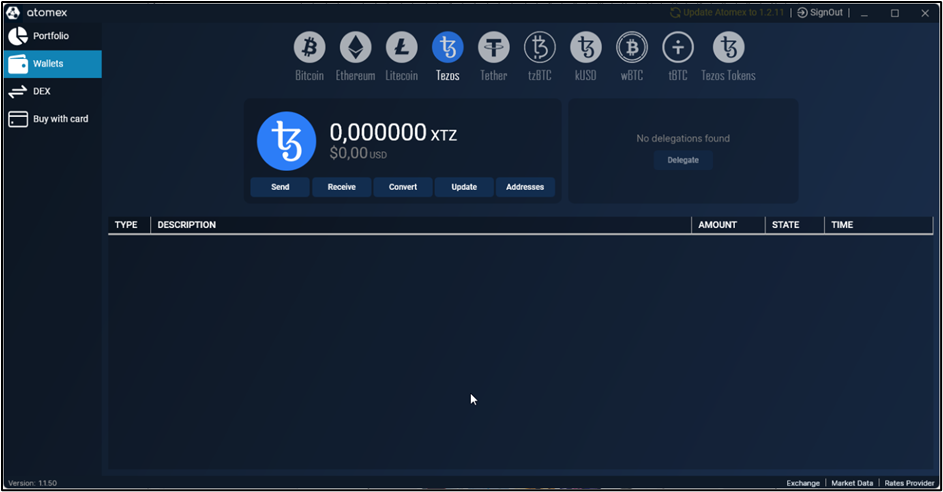 atomex
Update Atomex to 1.2.11 | SignOut |
Portfolio
Wallets
DEX
Buy with card
Bitcoin Ethereum Litecoin Tezos Tether tzBTC kUSD wBTC tBTC Tezos Tokens
0,000000 XTZ
$0,00 USD
Send Receive Convert Update Addresses
No delegations found
Delegate
TYPE DESCRIPTION AMOUNT STATE TIME
Version: 1.1.50
Exchange | Market Data | Rates Provider